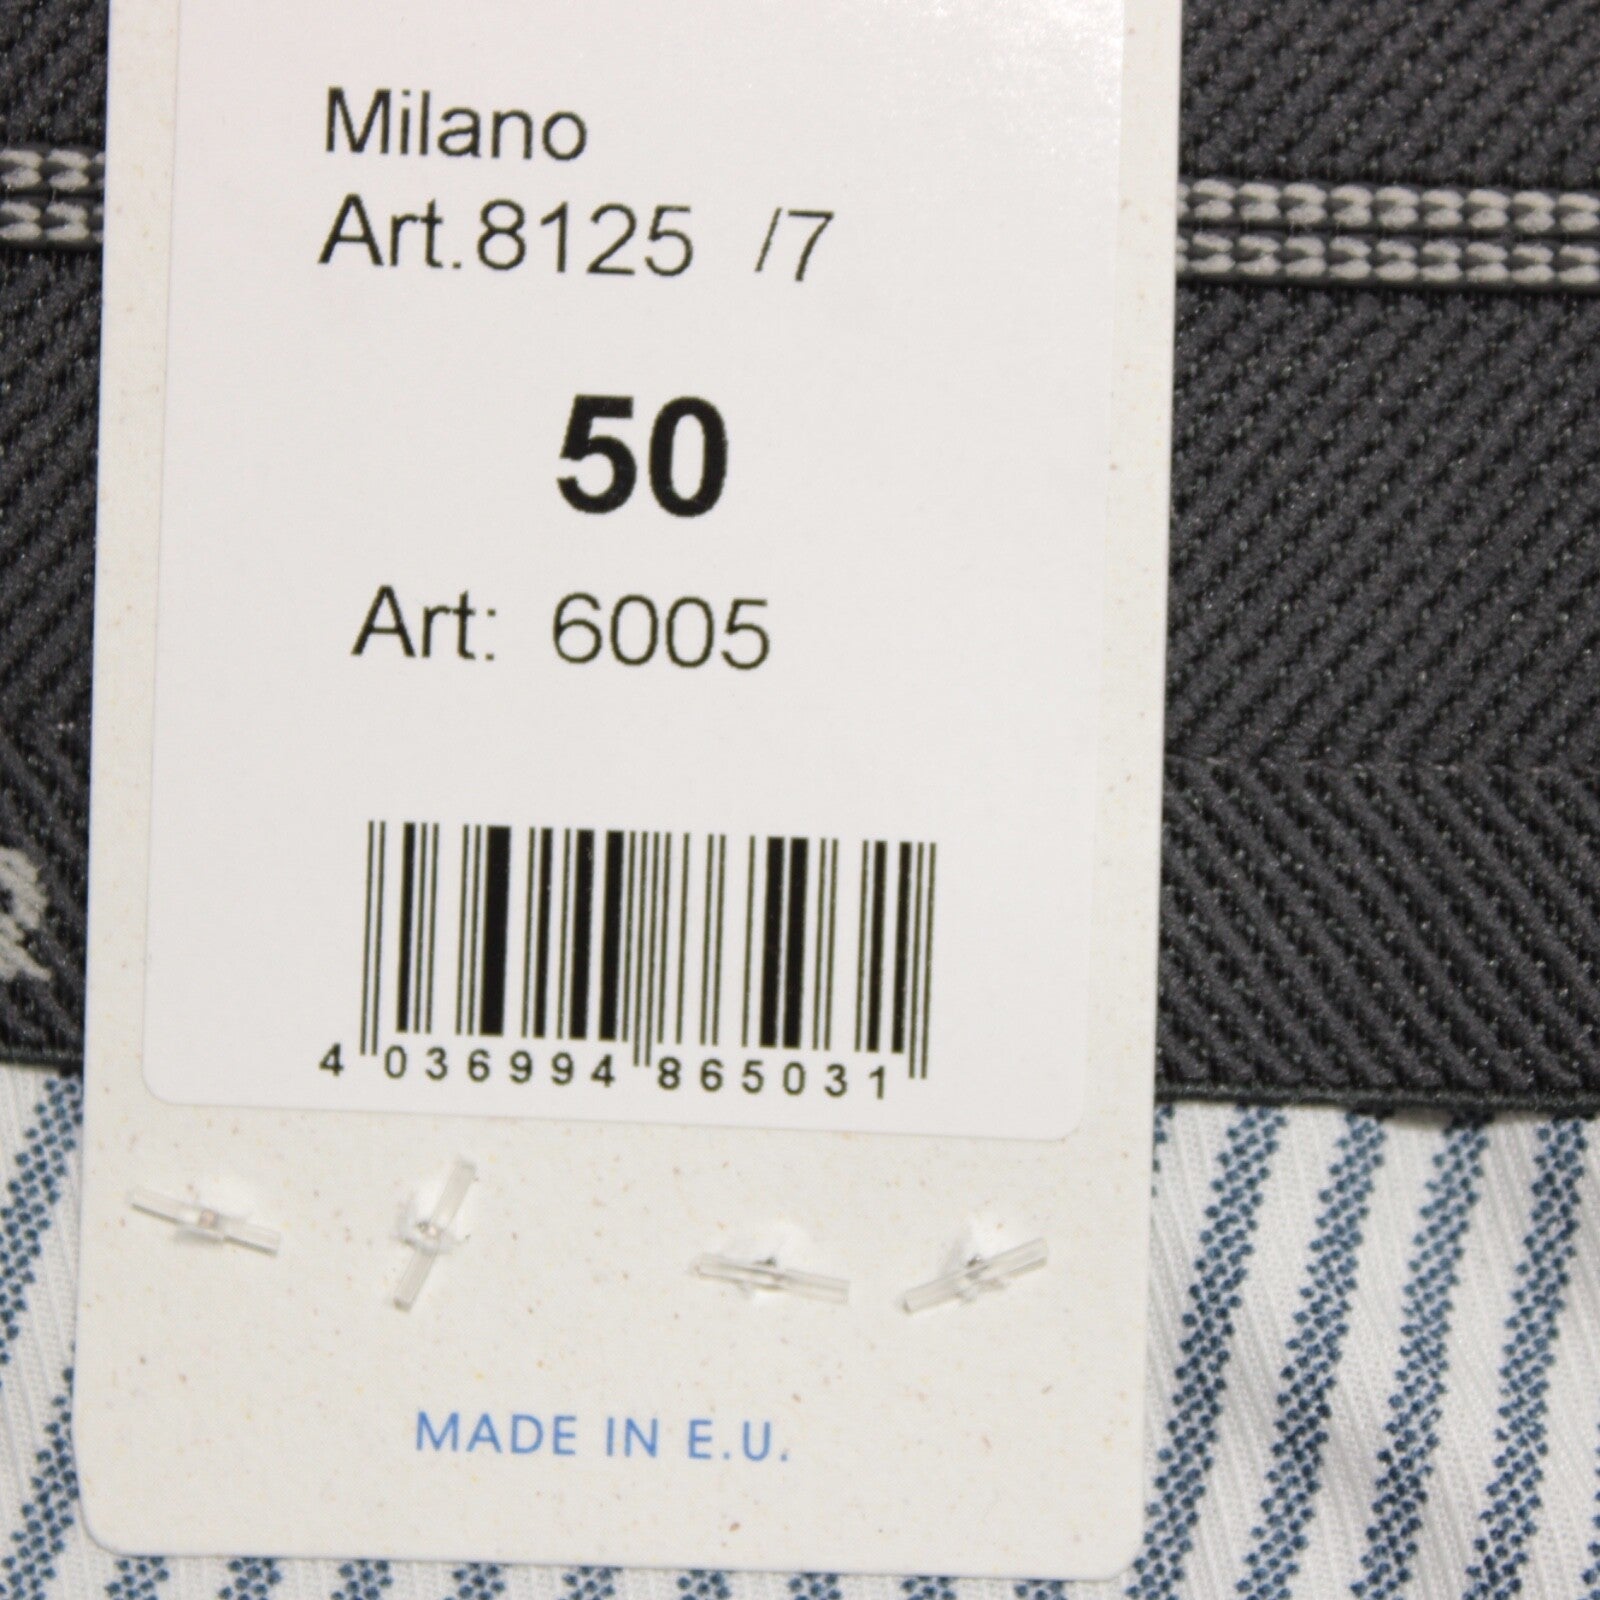 Milano
Art.8125 /7
50
Art: 6005
4 036994 865031
MADE IN E.U.